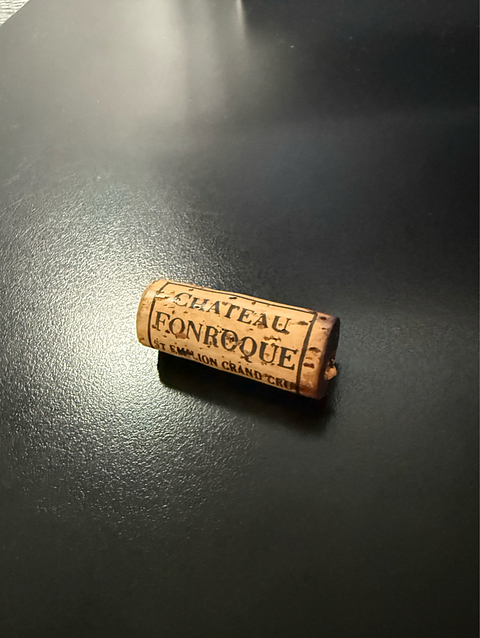 CHATEAU
FONROQUE
ST EMILION GRAND CRU